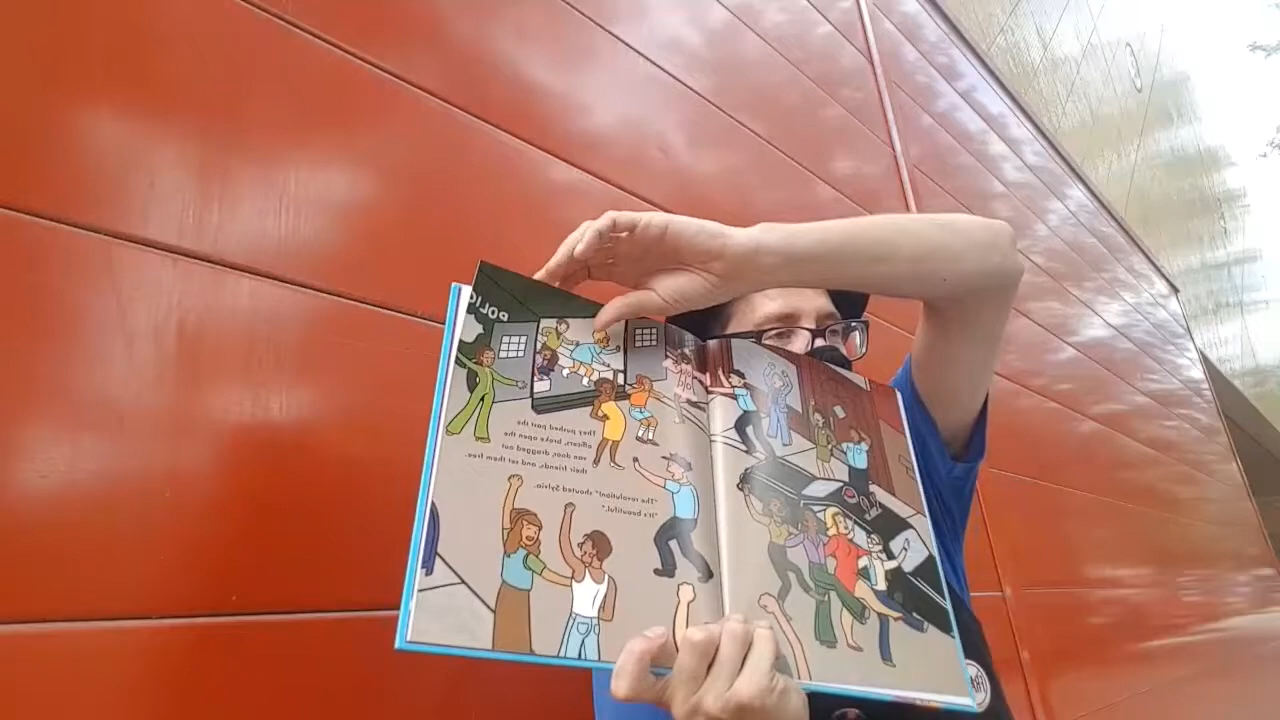 POLIC
They pushed past the
officers, broke open the
van door, dragged out
their friends, and set them free.
"The revolution!" shouted Sylvia.
"It's beautiful."